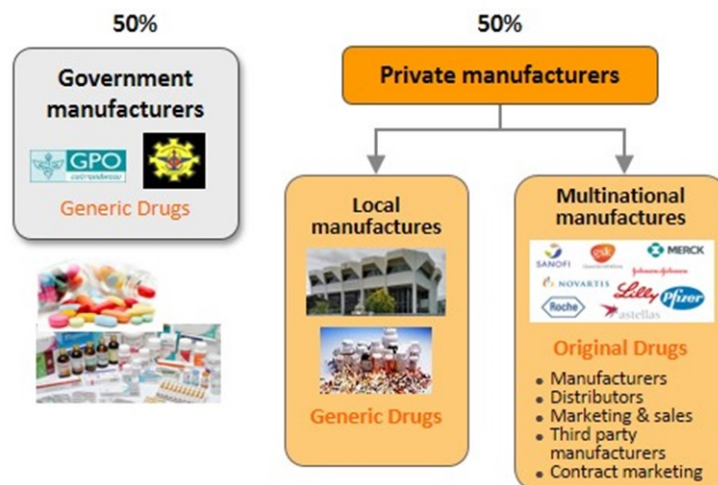 50%
Government
manufacturers
GPO
Generic Drugs
50%
Private manufacturers
Local
manufactures
Generic Drugs
Multinational
manufactures
SANOFI
gsk
MERCK
Johnson&Johnson
NOVARTIS
Roche
Lilly
Pfizer
astellas
Original Drugs
• Manufacturers
• Distributors
• Marketing & sales
• Third party
manufacturers
• Contract marketing